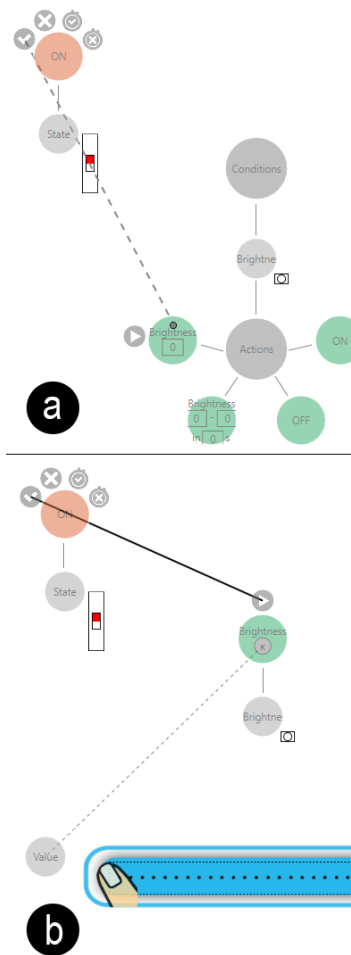 ON
State
Conditions
Brightne
Brightness
0
Actions
ON
Brightness
0 - 0
in 0 s
OFF
a
ON
State
Brightness
K
Brightne
Value
b